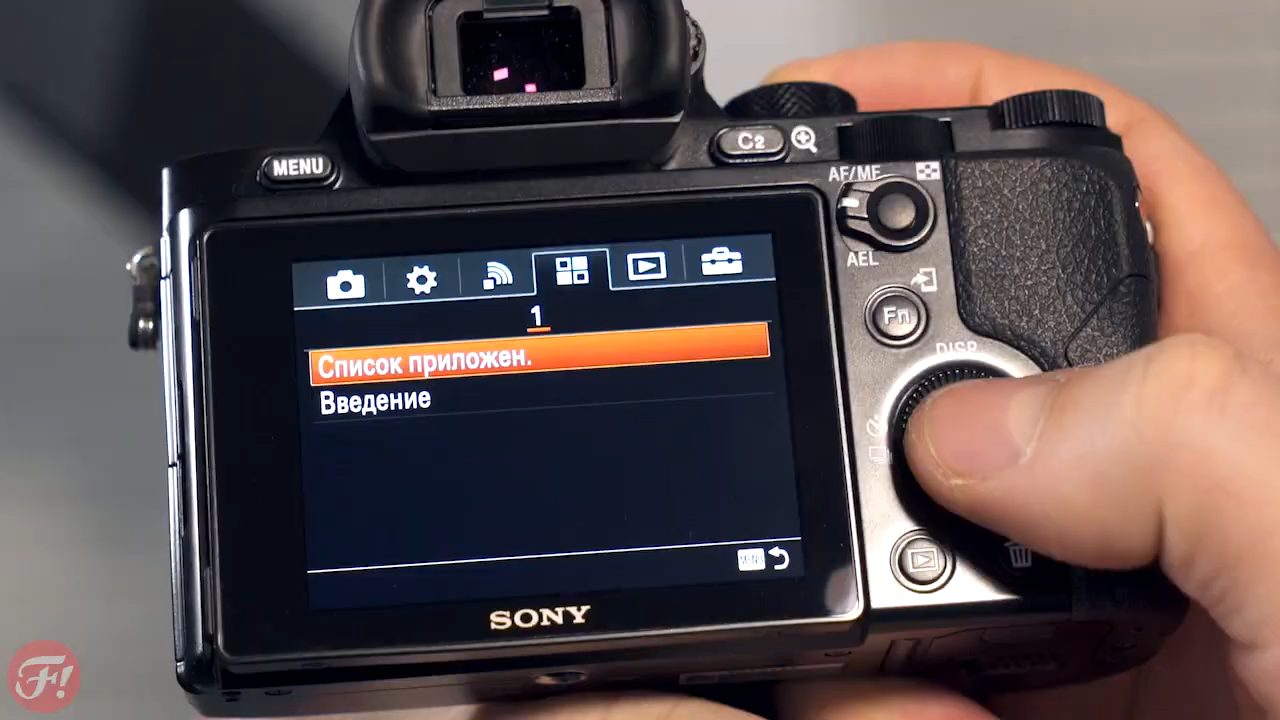 MENU
C2
AF/MF
AEL
Fn
DISP
1
Список приложен.
Введение
MENU
SONY
F!